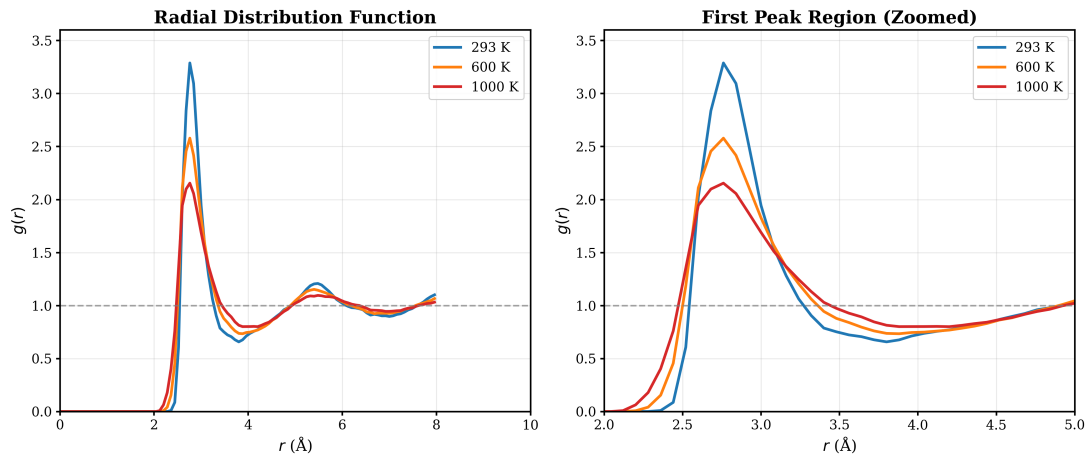 Radial Distribution Function
g(r)
3.5
3.0
2.5
2.0
1.5
1.0
0.5
0.0
0 2 4 6 8 10
r (Å)
293 K
600 K
1000 K
First Peak Region (Zoomed)
g(r)
3.5
3.0
2.5
2.0
1.5
1.0
0.5
0.0
2.0 2.5 3.0 3.5 4.0 4.5 5.0
r (Å)
293 K
600 K
1000 K